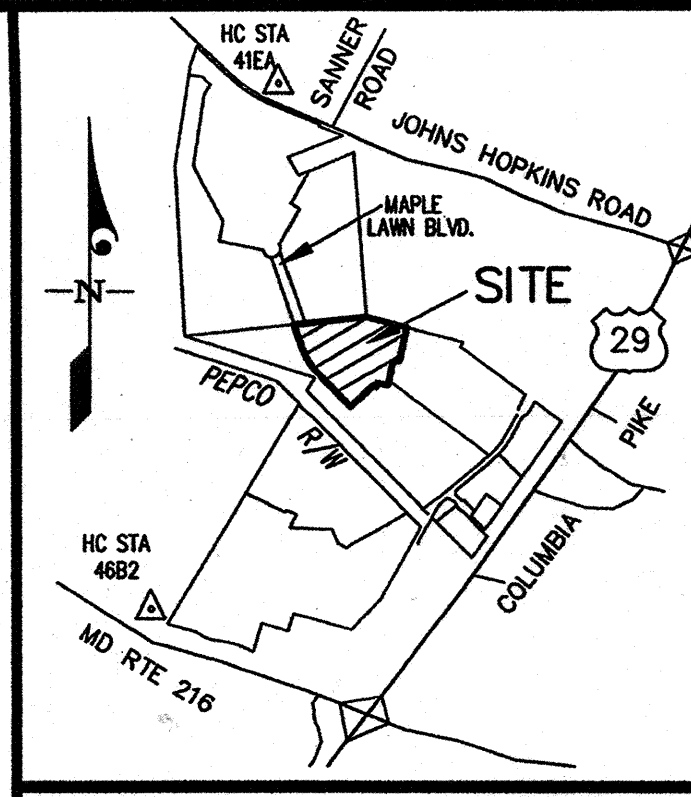 HC STA
41EA
SANNER
ROAD
JOHNS HOPKINS ROAD
MAPLE
LAWN BLVD.
N
SITE
29
PEPCO
R/W
PIKE
COLUMBIA
HC STA
46B2
MD RTE 216